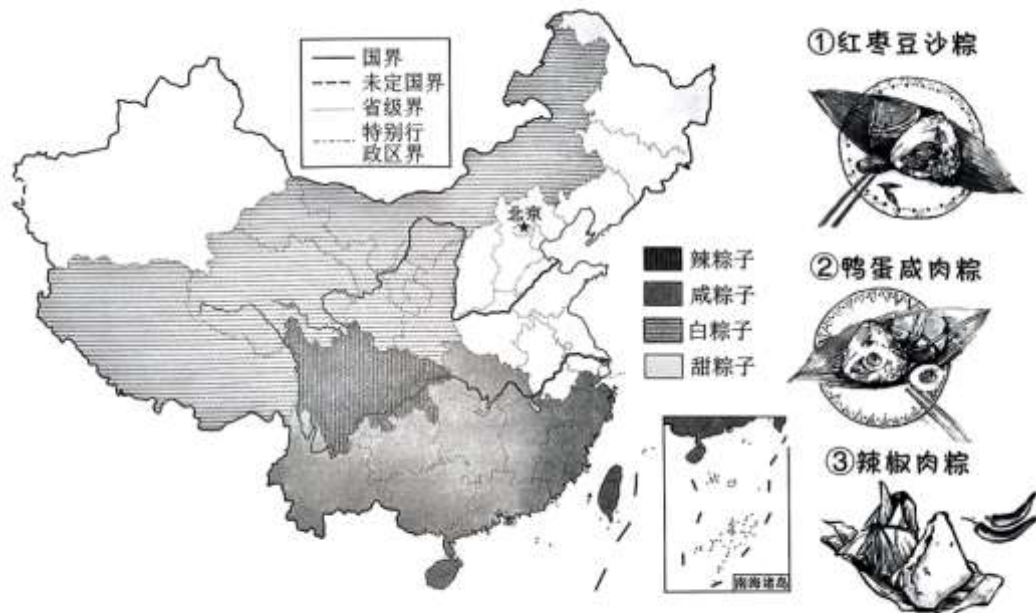 国界
未定国界
省级界
特别行
政区界
北京
辣粽子
咸粽子
白粽子
甜粽子
南海诸岛
①红枣豆沙粽
②鸭蛋咸肉粽
③辣椒肉粽